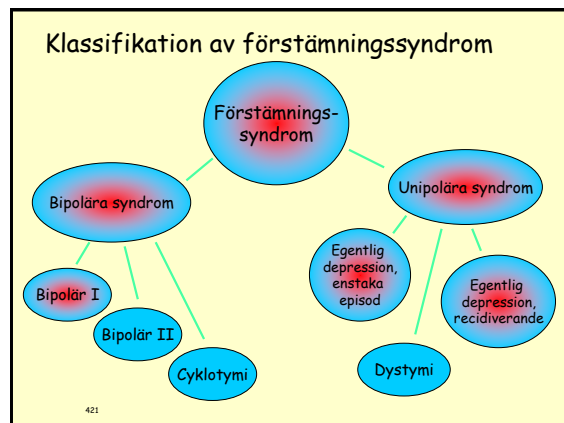 Klassifikation av förstämningssyndrom
Förstämnings-
syndrom
Bipolära syndrom
Unipolära syndrom
Bipolär I
Bipolär II
Cyklotymi
Egentlig
depression,
enstaka
episod
Dystymi
Egentlig
depression,
recidiverande
421